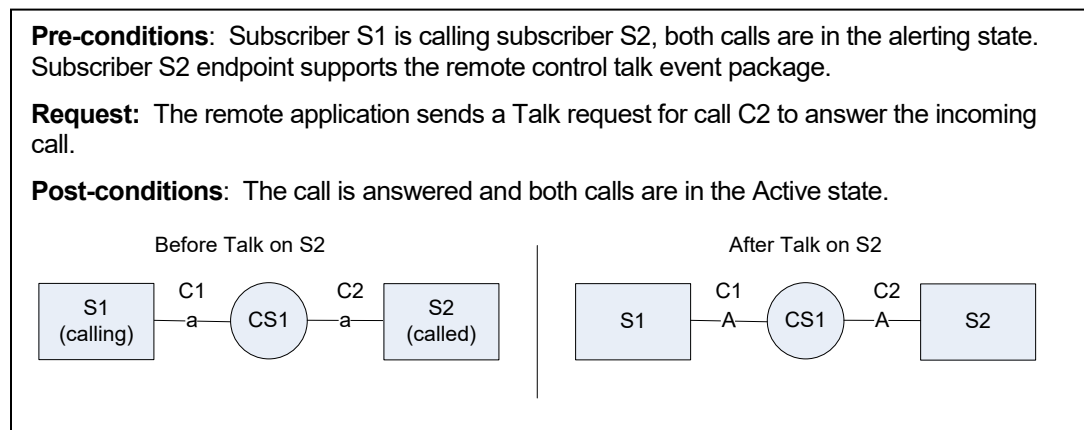 Pre-conditions: Subscriber S1 is calling subscriber S2, both calls are in the alerting state.
Subscriber S2 endpoint supports the remote control talk event package.
Request: The remote application sends a Talk request for call C2 to answer the incoming
call.
Post-conditions: The call is answered and both calls are in the Active state.
Before Talk on S2
S1
(calling)
C1
a
CS1
C2
a
S2
(called)
After Talk on S2
S1
C1
A
CS1
C2
A
S2